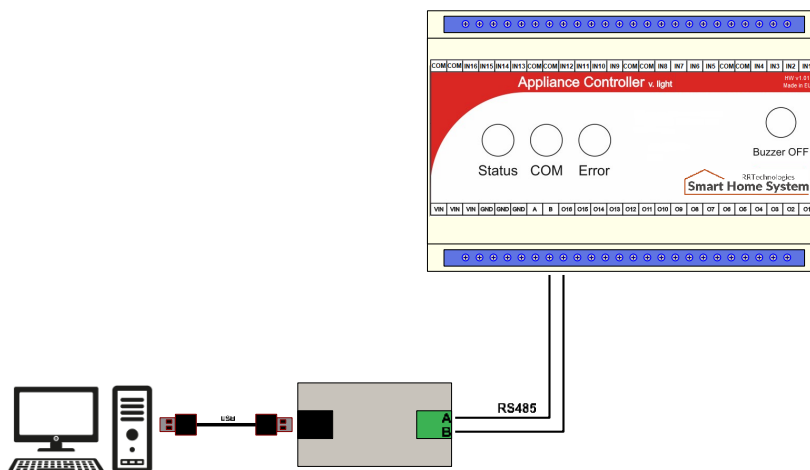 COM COM IN16 IN15 IN14 IN13 COM COM IN12 IN11 IN10 IN9 COM COM IN8 IN7 IN6 IN5 COM COM IN4 IN3 IN2 IN1
Appliance Controller v. light
HW v1.01
Made in EU
Buzzer OFF
Status COM Error
RRTechnologies
Smart Home System
VIN VIN VIN GND GND GND A B O16 O15 O14 O13 O12 O11 O10 O9 O8 O7 O6 O5 O4 O3 O2 O1
USB
RS485
A
B